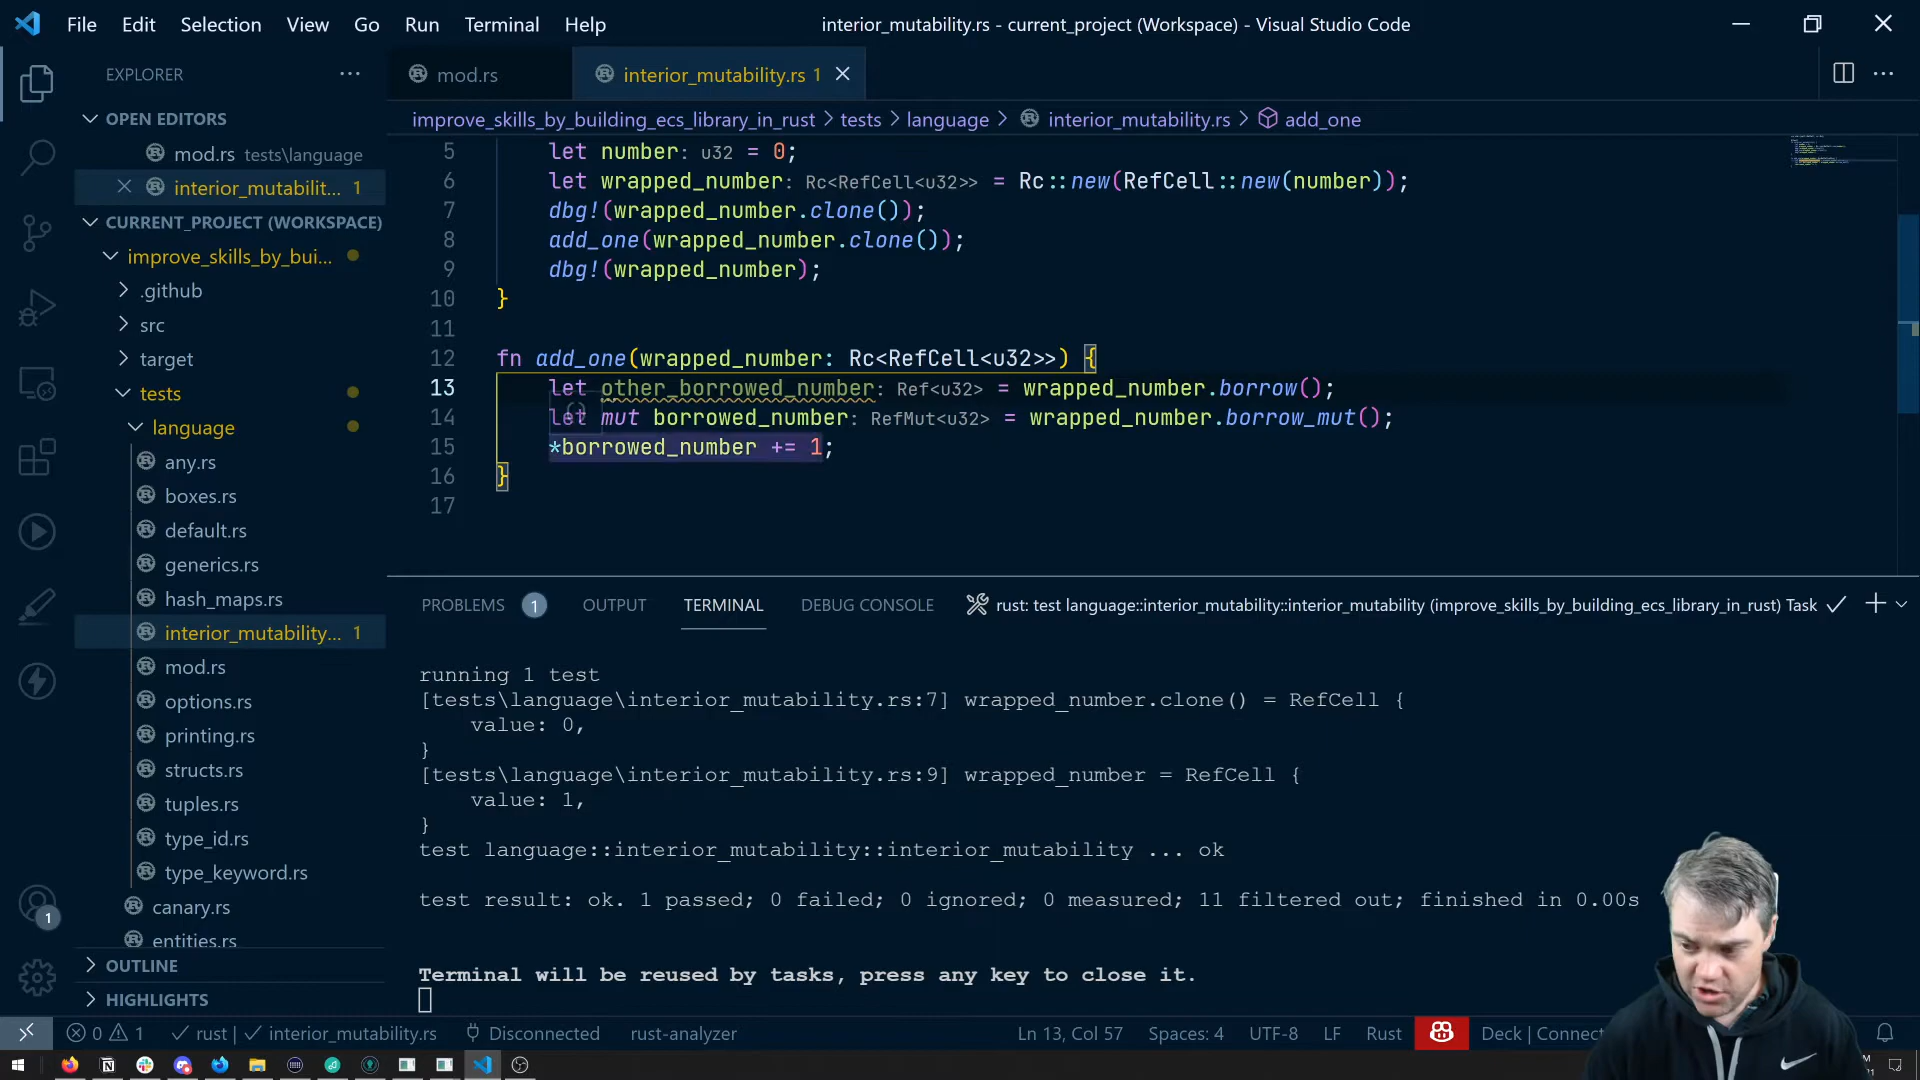 File Edit Selection View Go Run Terminal Help
interior_mutability.rs - current_project (Workspace) - Visual Studio Code
EXPLORER
OPEN EDITORS
mod.rs tests\language
interior_mutabilit... 1
CURRENT_PROJECT (WORKSPACE)
improve_skills_by_bui...
.github
src
target
tests
language
any.rs
boxes.rs
default.rs
generics.rs
hash_maps.rs
interior_mutability... 1
mod.rs
options.rs
printing.rs
structs.rs
tuples.rs
type_id.rs
type_keyword.rs
canary.rs
entities.rs
OUTLINE
HIGHLIGHTS
1
mod.rs
interior_mutability.rs 1
improve_skills_by_building_ecs_library_in_rust > tests > language > interior_mutability.rs > add_one
5 let number: u32 = 0;
6 let wrapped_number: Rc<RefCell<u32>> = Rc::new(RefCell::new(number));
7 dbg!(wrapped_number.clone());
8 add_one(wrapped_number.clone());
9 dbg!(wrapped_number);
10 }
11
12 fn add_one(wrapped_number: Rc<RefCell<u32>>) {
13 let other_borrowed_number: Ref<u32> = wrapped_number.borrow();
14 let mut borrowed_number: RefMut<u32> = wrapped_number.borrow_mut();
15 *borrowed_number += 1;
16 }
17
PROBLEMS 1 OUTPUT TERMINAL DEBUG CONSOLE rust: test language::interior_mutability::interior_mutability (improve_skills_by_building_ecs_library_in_rust) Task
running 1 test
[tests\language\interior_mutability.rs:7] wrapped_number.clone() = RefCell {
value: 0,
}
[tests\language\interior_mutability.rs:9] wrapped_number = RefCell {
value: 1,
}
test language::interior_mutability::interior_mutability ... ok
test result: ok. 1 passed; 0 failed; 0 ignored; 0 measured; 11 filtered out; finished in 0.00s
Terminal will be reused by tasks, press any key to close it.
0 1 rust | interior_mutability.rs Disconnected rust-analyzer Ln 13, Col 57 Spaces: 4 UTF-8 LF Rust Deck | Connect